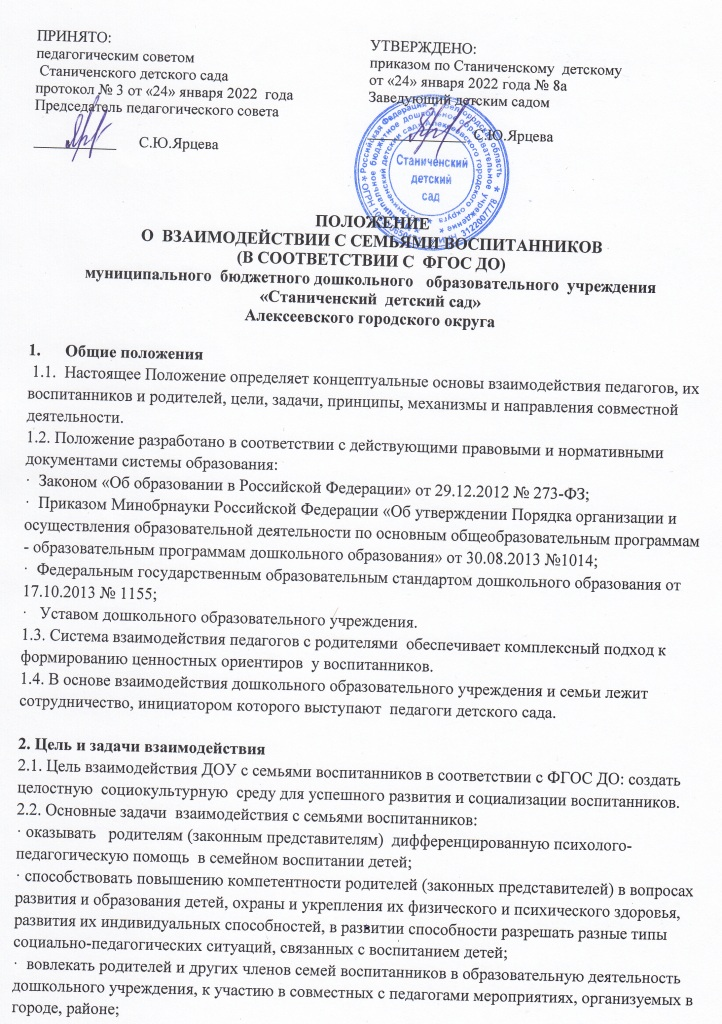 ПРИНЯТО:
педагогическим советом
Станиченского детского сада
протокол № 3 от «24» января 2022 года
Председатель педагогического совета
С.Ю.Ярцева
УТВЕРЖДЕНО:
приказом по Станиченскому детскому
от «24» января 2022 года № 8а
Заведующий детским садом
С.Ю.Ярцева
Станиченский
детский
сад
ПОЛОЖЕНИЕ
О ВЗАИМОДЕЙСТВИИ С СЕМЬЯМИ ВОСПИТАННИКОВ
(В СООТВЕТСТВИИ С ФГОС ДО)
муниципального бюджетного дошкольного образовательного учреждения
«Станиченский детский сад»
Алексеевского городского округа
1. Общие положения
1.1. Настоящее Положение определяет концептуальные основы взаимодействия педагогов, их
воспитанников и родителей, цели, задачи, принципы, механизмы и направления совместной
деятельности.
1.2. Положение разработано в соответствии с действующими правовыми и нормативными
документами системы образования:
· Законом «Об образовании в Российской Федерации» от 29.12.2012 № 273-ФЗ;
· Приказом Минобрнауки Российской Федерации «Об утверждении Порядка организации и
осуществления образовательной деятельности по основным общеобразовательным программам
- образовательным программам дошкольного образования» от 30.08.2013 №1014;
· Федеральным государственным образовательным стандартом дошкольного образования от
17.10.2013 № 1155;
· Уставом дошкольного образовательного учреждения.
1.3. Система взаимодействия педагогов с родителями обеспечивает комплексный подход к
формированию ценностных ориентиров у воспитанников.
1.4. В основе взаимодействия дошкольного образовательного учреждения и семьи лежит
сотрудничество, инициатором которого выступают педагоги детского сада.
2. Цель и задачи взаимодействия
2.1. Цель взаимодействия ДОУ с семьями воспитанников в соответствии с ФГОС ДО: создать
целостную социокультурную среду для успешного развития и социализации воспитанников.
2.2. Основные задачи взаимодействия с семьями воспитанников:
· оказывать родителям (законным представителям) дифференцированную психолого-
педагогическую помощь в семейном воспитании детей;
· способствовать повышению компетентности родителей (законных представителей) в вопросах
развития и образования детей, охраны и укрепления их физического и психического здоровья,
развития их индивидуальных способностей, в развитии способности разрешать разные типы
социально-педагогических ситуаций, связанных с воспитанием детей;
· вовлекать родителей и других членов семей воспитанников в образовательную деятельность
дошкольного учреждения, к участию в совместных с педагогами мероприятиях, организуемых в
городе, районе;